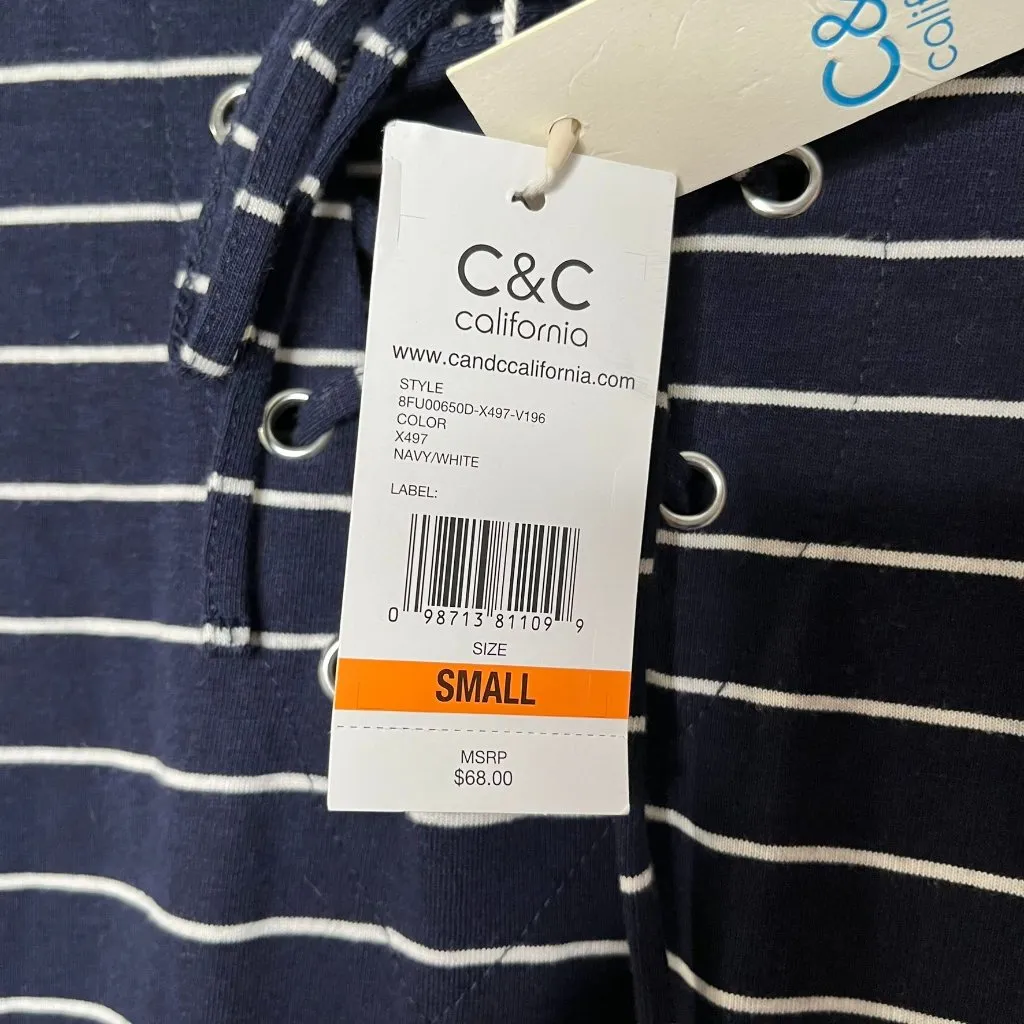 C&
calif
C&C
california
www.candccalifornia.com
STYLE
8FU00650D-X497-V196
COLOR
X497
NAVY/WHITE
LABEL:
0 98713 81109 9
SIZE
SMALL
MSRP
$68.00